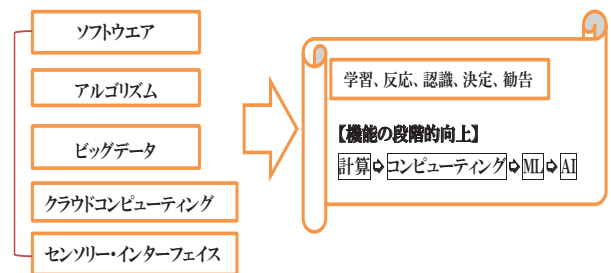 ソフトウエア
アルゴリズム
ビッグデータ
クラウドコンピューティング
センソリー・インターフェイス
学習、反応、認識、決定、勧告
【機能の段階的向上】
計算➪コンピューティング➪ML➪AI